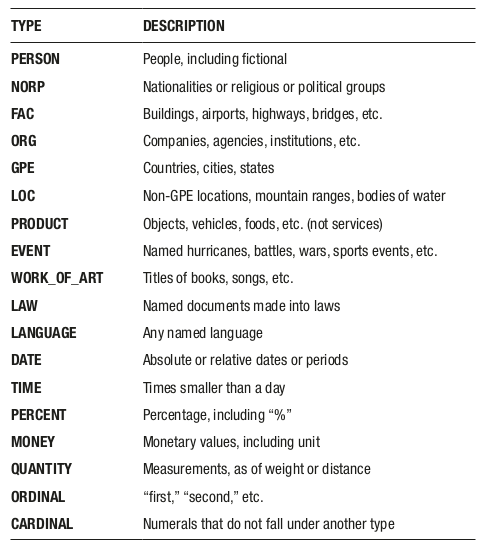 TYPE DESCRIPTION
PERSON People, including fictional
NORP Nationalities or religious or political groups
FAC Buildings, airports, highways, bridges, etc.
ORG Companies, agencies, institutions, etc.
GPE Countries, cities, states
LOC Non-GPE locations, mountain ranges, bodies of water
PRODUCT Objects, vehicles, foods, etc. (not services)
EVENT Named hurricanes, battles, wars, sports events, etc.
WORK_OF_ART Titles of books, songs, etc.
LAW Named documents made into laws
LANGUAGE Any named language
DATE Absolute or relative dates or periods
TIME Times smaller than a day
PERCENT Percentage, including “%”
MONEY Monetary values, including unit
QUANTITY Measurements, as of weight or distance
ORDINAL “first,” “second,” etc.
CARDINAL Numerals that do not fall under another type